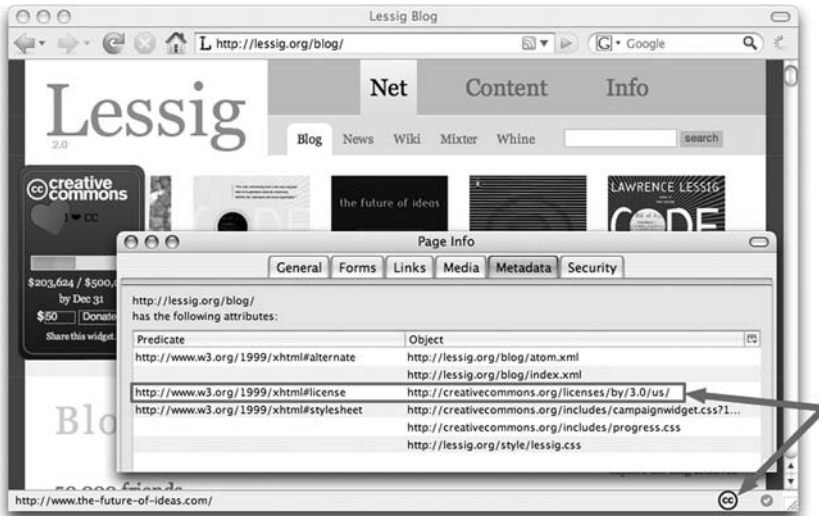 Lessig Blog
L http://lessig.org/blog/
G Google
Lessig
2.0
Net Content Info
Blog News Wiki Mixter Whine search
cc creative commons
1 ♥ CC
the future of ideas
LAWRENCE LESSIG
CODE
$203,624 / $500,
by Dec 31
$50 Donate
Share this widget.
Page Info
General Forms Links Media Metadata Security
http://lessig.org/blog/
has the following attributes:
Predicate Object
http://www.w3.org/1999/xhtml#alternate http://lessig.org/blog/atom.xml
http://lessig.org/blog/index.xml
http://www.w3.org/1999/xhtml#license http://creativecommons.org/licenses/by/3.0/us/
http://www.w3.org/1999/xhtml#stylesheet http://creativecommons.org/includes/campaignwidget.css?1...
http://creativecommons.org/includes/progress.css
http://lessig.org/style/lessig.css
Blo
50,000 friends
http://www.the-future-of-ideas.com/
cc